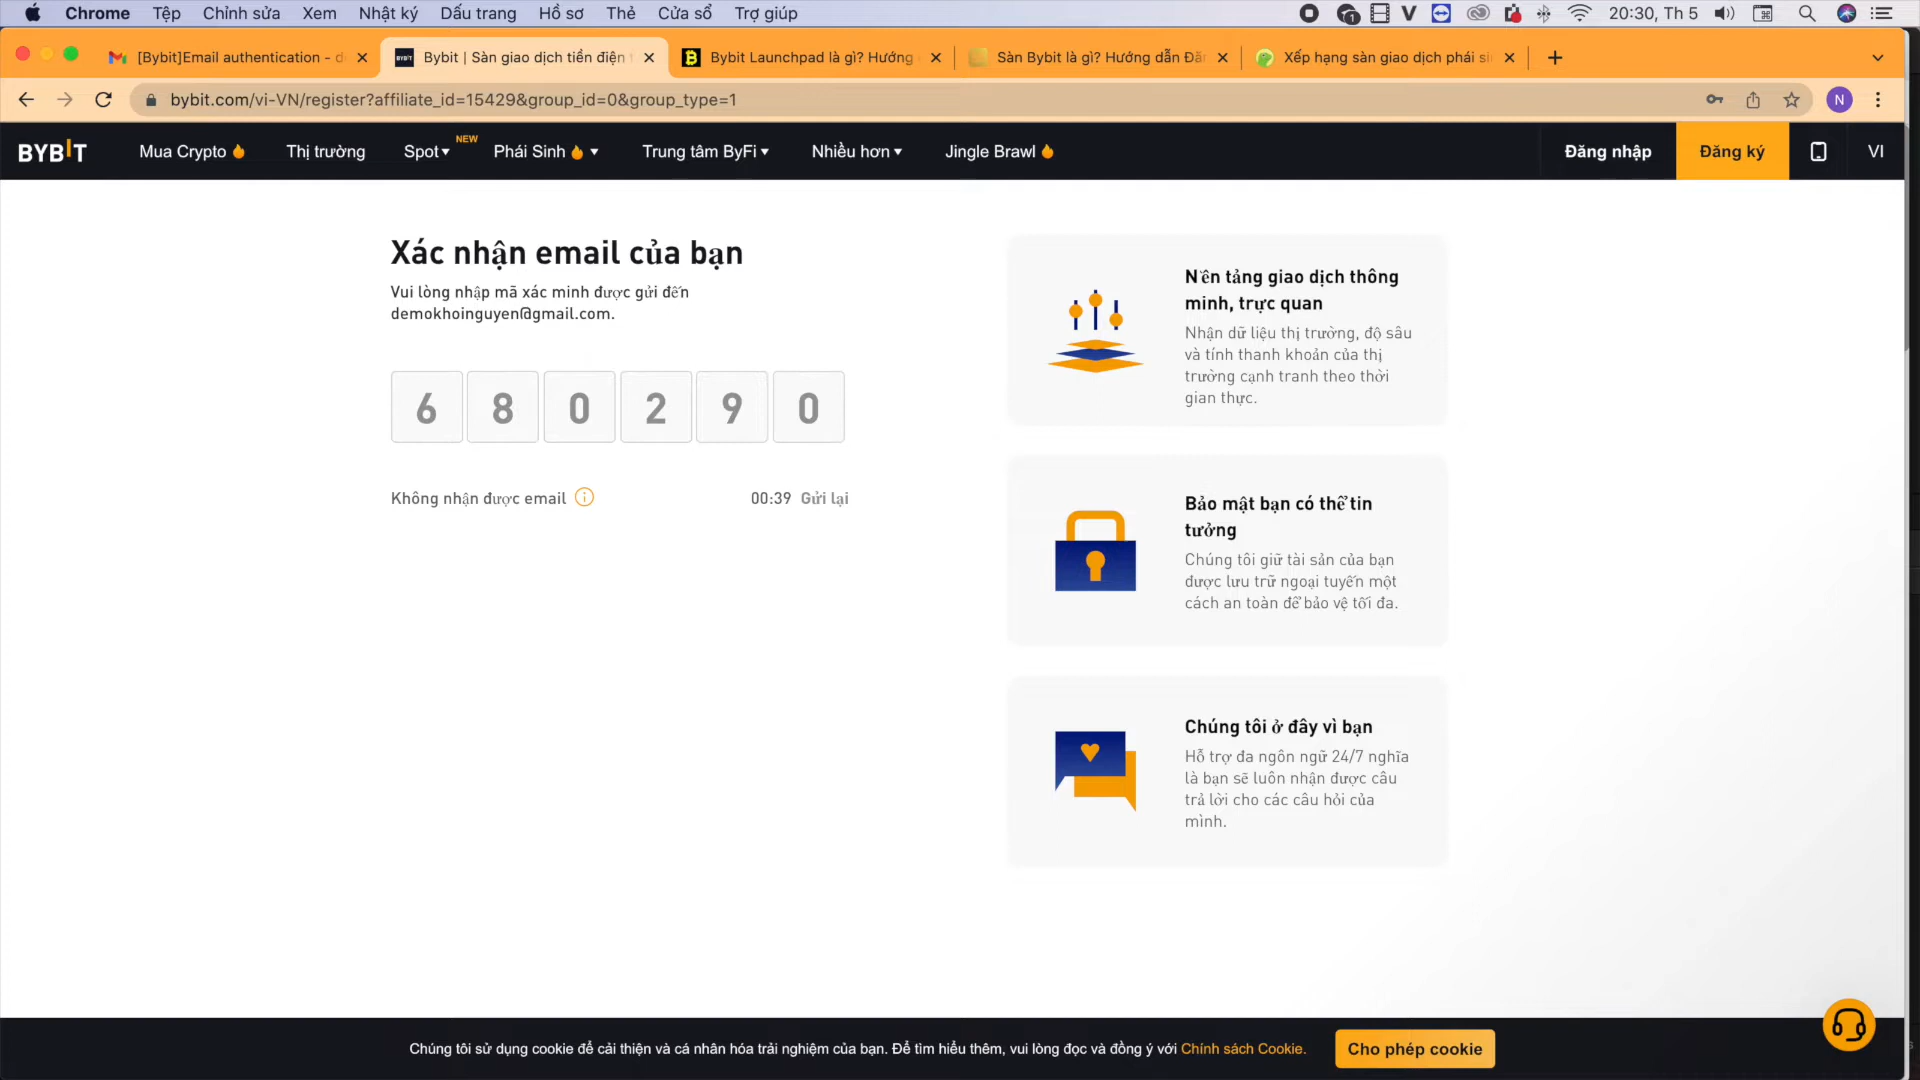 Chrome Tệp Chỉnh sửa Xem Nhật ký Dấu trang Hồ sơ Thẻ Cửa sổ Trợ giúp 20:30, Th 5
[Bybit]Email authentication - d
Bybit | Sàn giao dịch tiền điện t
Bybit Launchpad là gì? Hướng
Sàn Bybit là gì? Hướng dẫn Đă
Xếp hạng sàn giao dịch phái si
bybit.com/vi-VN/register?affiliate_id=15429&group_id=0&group_type=1
N
BYBIT Mua Crypto Thị trường Spot NEW Phái Sinh Trung tâm ByFi Nhiều hơn Jingle Brawl Đăng nhập Đăng ký VI
Xác nhận email của bạn
Vui lòng nhập mã xác minh được gửi đến
demokhoinguyen@gmail.com.
6 8 0 2 9 0
Không nhận được email 00:39 Gửi lại
Nền tảng giao dịch thông
minh, trực quan
Nhận dữ liệu thị trường, độ sâu
và tính thanh khoản của thị
trường cạnh tranh theo thời
gian thực.
Bảo mật bạn có thể tin
tưởng
Chúng tôi giữ tài sản của bạn
được lưu trữ ngoại tuyến một
cách an toàn để bảo vệ tối đa.
Chúng tôi ở đây vì bạn
Hỗ trợ đa ngôn ngữ 24/7 nghĩa
là bạn sẽ luôn nhận được câu
trả lời cho các câu hỏi của
mình.
Chúng tôi sử dụng cookie để cải thiện và cá nhân hóa trải nghiệm của bạn. Để tìm hiểu thêm, vui lòng đọc và đồng ý với Chính sách Cookie.
Cho phép cookie